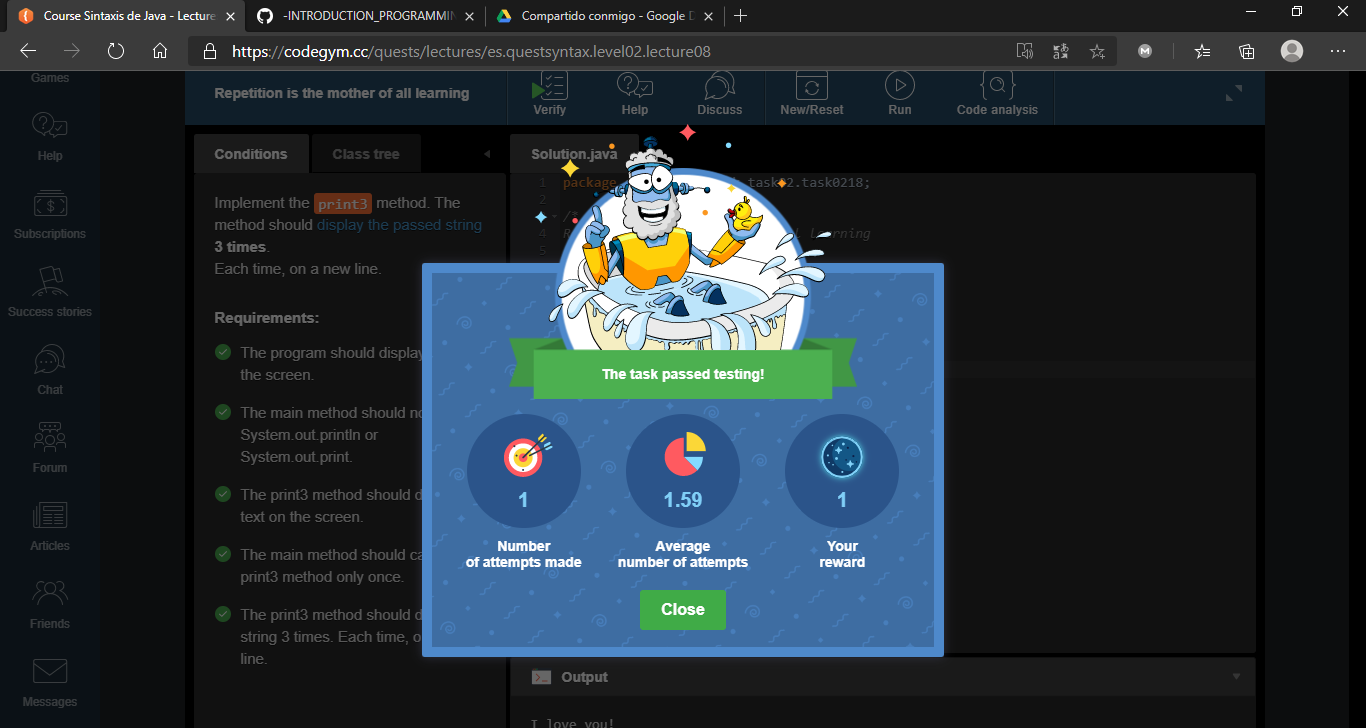 Course Sintaxis de Java - Lecture
-INTRODUCTION_PROGRAMMIN
Compartido conmigo - Google D
https://codegym.cc/quests/lectures/es.questsyntax.level02.lecture08
Games
Help
Subscriptions
Success stories
Chat
Forum
Articles
Friends
Messages
Repetition is the mother of all learning
Verify
Help
Discuss
New/Reset
Run
Code analysis
Conditions
Class tree
Implement the print3 method. The
method should display the passed string
3 times.
Each time, on a new line.
Requirements:
The program should display
the screen.
The main method should no
System.out.println or
System.out.print.
The print3 method should d
text on the screen.
The main method should ca
print3 method only once.
The print3 method should d
string 3 times. Each time, o
line.
Solution.java
1 package task02.task0218;
2
/*
4 R learning
5
The task passed testing!
1
Number
of attempts made
1.59
Average
number of attempts
1
Your
reward
Close
Output
I love you!